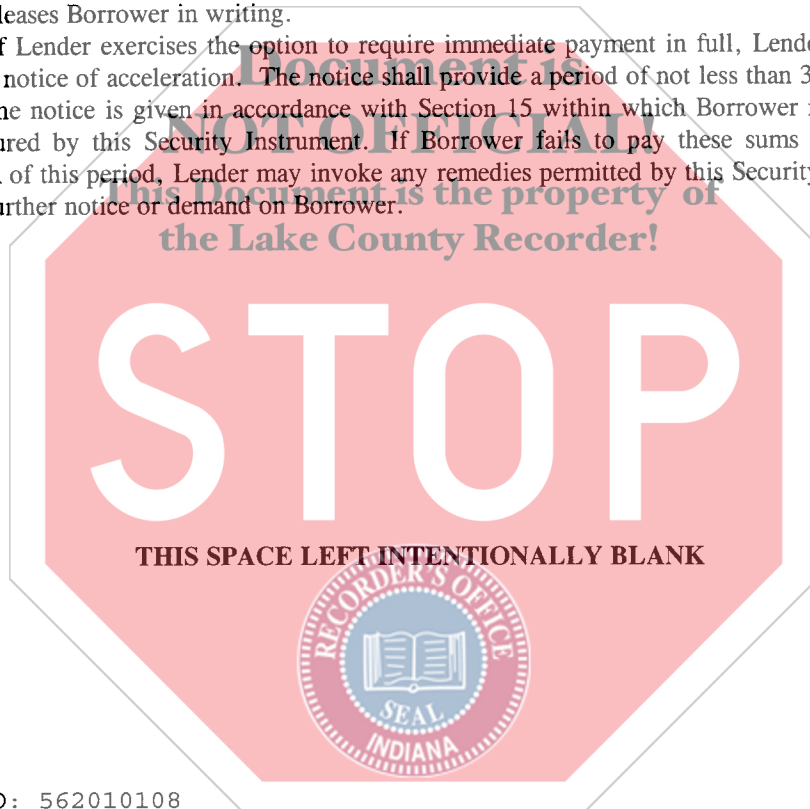 leases Borrower in writing.
f Lender exercises the option to require immediate payment in full, Lend
notice of acceleration. The notice shall provide a period of not less than 3
he notice is given in accordance with Section 15 within which Borrower
ured by this Security Instrument. If Borrower fails to pay these sums
of this period, Lender may invoke any remedies permitted by this Security
urther notice or demand on Borrower.
Document is
NOT OFFICIAL!
This Document is the property of
the Lake County Recorder!
STOP
THIS SPACE LEFT INTENTIONALLY BLANK
RECORDER'S OFFICE
SEAL
INDIANA
: 562010108